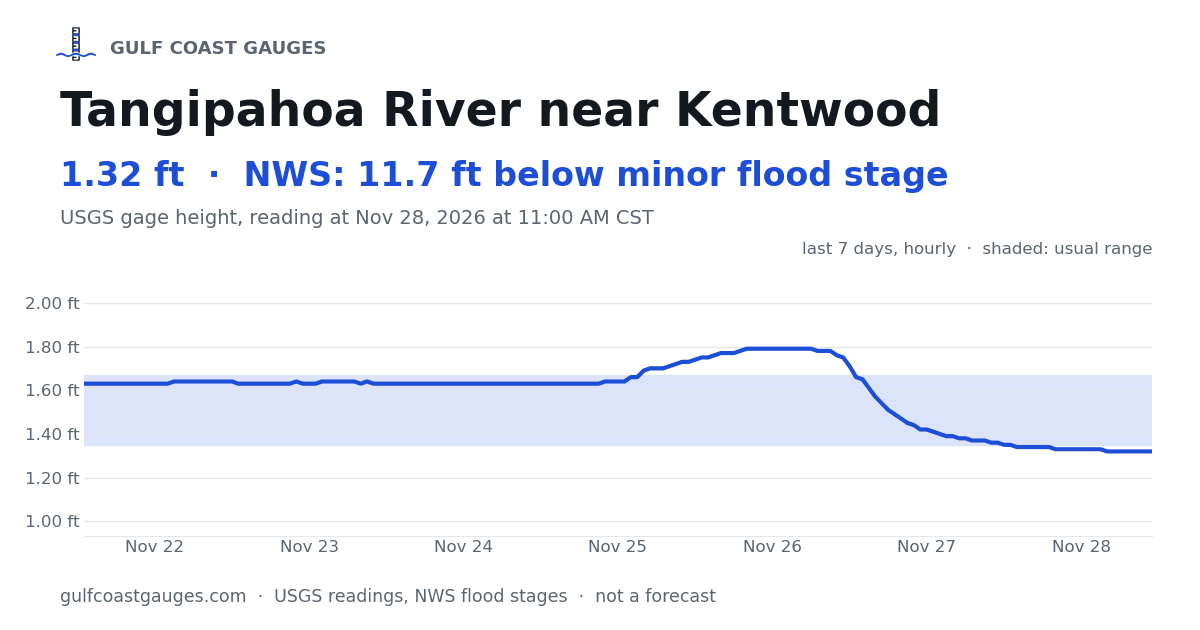 GULF COAST GAUGES
Tangipahoa River near Kentwood
1.32 ft · NWS: 11.7 ft below minor flood stage
USGS gage height, reading at Nov 28, 2026 at 11:00 AM CST
last 7 days, hourly · shaded: usual range
2.00 ft
1.80 ft
1.60 ft
1.40 ft
1.20 ft
1.00 ft
Nov 22 Nov 23 Nov 24 Nov 25 Nov 26 Nov 27 Nov 28
gulfcoastgauges.com · USGS readings, NWS flood stages · not a forecast